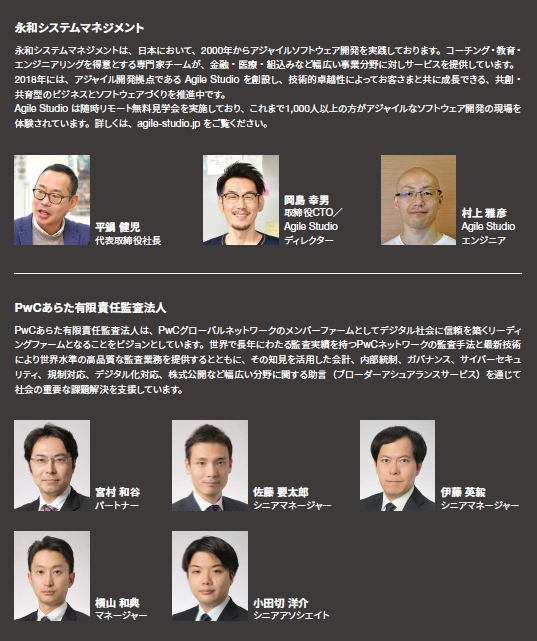 永和システムマネジメント
永和システムマネジメントは、日本において、2000年からアジャイルソフトウェア開発を実践しております。コーチング・教育・
エンジニアリングを得意とする専門家チームが、金融・医療・組込みなど幅広い事業分野に対しサービスを提供しています。
2018年には、アジャイル開発拠点である Agile Studio を創設し、技術的卓越性によってお客さまと共に成長できる、共創・
共育型のビジネスとソフトウェアづくりを推進中です。
Agile Studio は随時リモート無料見学会を実施しており、これまで1,000人以上の方がアジャイルなソフトウェア開発の現場を
体験されています。詳しくは、agile-studio.jp をご覧ください。
平鍋 健児
代表取締役社長
岡島 幸男
取締役CTO／
Agile Studio
ディレクター
村上 雅彦
Agile Studio
エンジニア
PwCあらた有限責任監査法人
PwCあらた有限責任監査法人は、PwCグローバルネットワークのメンバーファームとしてデジタル社会に信頼を築くリーディ
ングファームとなることをビジョンとしています。世界で長年にわたる監査実績を持つPwCネットワークの監査手法と最新技術
により世界水準の高品質な監査業務を提供するとともに、その知見を活用した会計、内部統制、ガバナンス、サイバーセキュ
リティ、規制対応、デジタル化対応、株式公開など幅広い分野に関する助言（ブローダーアシュアランスサービス）を通じて
社会の重要な課題解決を支援しています。
宮村 和谷
パートナー
佐藤 要太郎
シニアマネージャー
伊藤 英毅
シニアマネージャー
横山 和典
マネージャー
小田切 洋介
シニアアソシエイト